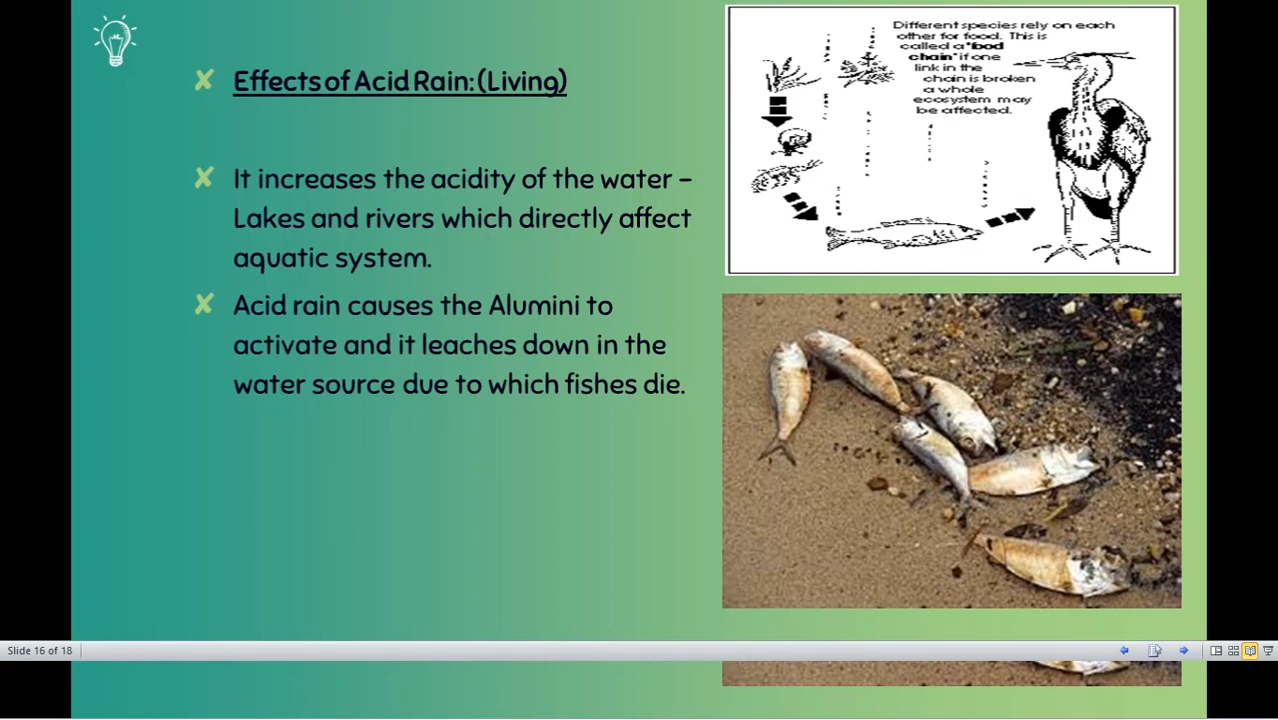 Effects of Acid Rain: (Living)
It increases the acidity of the water –
Lakes and rivers which directly affect
aquatic system.
Acid rain causes the Alumini to
activate and it leaches down in the
water source due to which fishes die.
Different species rely on each
other for food. This is
called a 'food
chain' if one
link in the
chain is broken
a whole
ecosystem may
be affected.
Slide 16 of 18